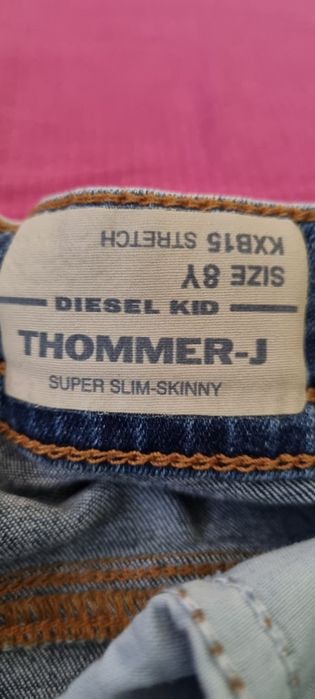 KXB15 STRETCH
SIZE 8Y
DIESEL KID
THOMMER-J
SUPER SLIM-SKINNY